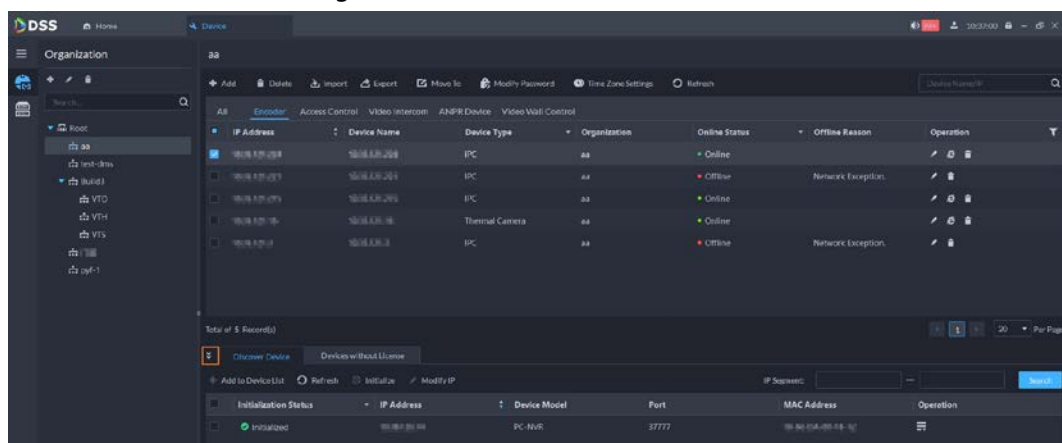 DSS Home Device 10:37:00
Organization aa
Add Delete Import Export Move To Modify Password Time Zone Settings Refresh Device Name/IP
Search...
All Encoder Access Control Video Intercom ANPR Device Video Wall Control
Root
aa
test-dms
Build1
VTO
VTH
VTS
pyf-1
IP Address Device Name Device Type Organization Online Status Offline Reason Operation
IPC aa Online
IPC aa Offline Network Exception.
IPC aa Online
Thermal Camera aa Online
IPC aa Offline Network Exception.
Total of 5 Record(s) 1 20 Per Page
Discover Device Devices without License
Add to Device List Refresh Initialize Modify IP IP Segment: — Search
Initialization Status IP Address Device Model Port MAC Address Operation
Initialized PC-NVR 37777